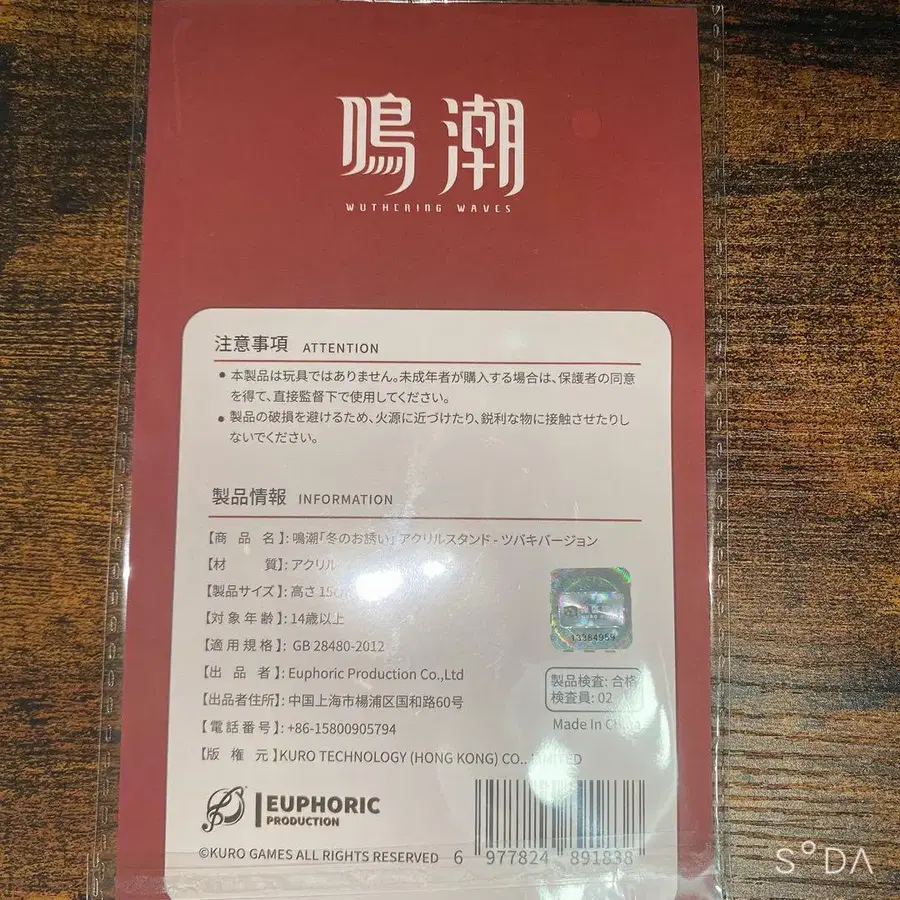 鳴潮
WUTHERING WAVES
注意事項 ATTENTION
● 本製品は玩具ではありません。未成年者が購入する場合は、保護者の同意
を得て、直接監督下で使用してください。
● 製品の破損を避けるため、火源に近づけたり、鋭利な物に接触させたりし
ないでください。
製品情報 INFORMATION
【商品名】: 鳴潮「冬のお誘い」アクリルスタンド - ツバキバージョン
【材質】: アクリル
【製品サイズ】: 高さ 15
【対象年齢】: 14歳以上
【適用規格】: GB 28480-2012
【出品者】: Euphoric Production Co.,Ltd
【出品者住所】: 中国上海市楊浦区国和路60号
【電話番号】: +86-15800905794
【版権元】KURO TECHNOLOGY (HONG KONG) CO., LIMITED
13384959
製品検査: 合格
検査員: 02
Made In China
EUPHORIC
PRODUCTION
©KURO GAMES ALL RIGHTS RESERVED
6 977824 891838
SODA